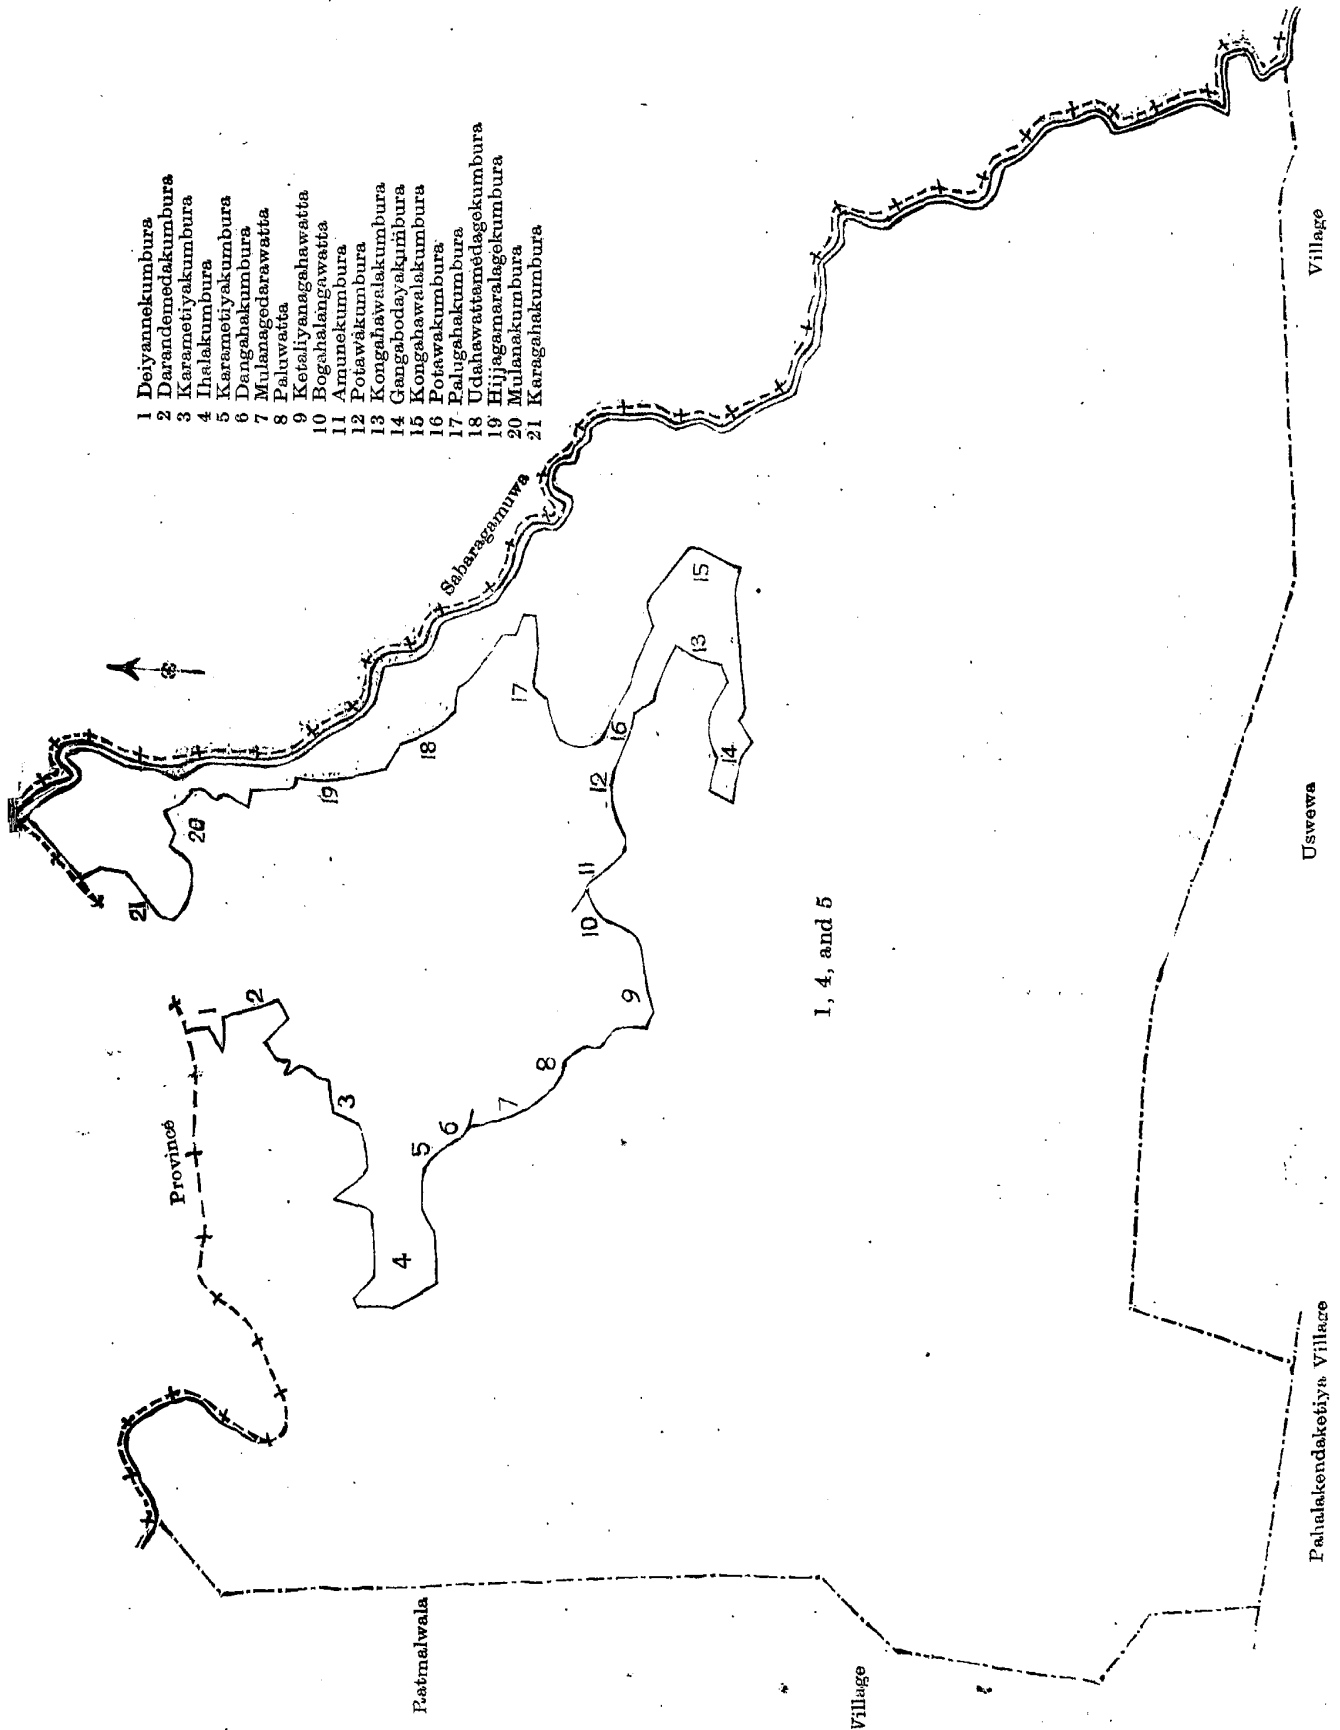 1 Deiyannekumbura
2 Darandemedakumbura
3 Karametiyakumbura
4 Ihalakumbura
5 Karametiyakumbura
6 Dangahakumbura
7 Mulanagedarawatta
8 Paluwatta
9 Ketaliyanagahawatta
10 Bogahalangawatta
11 Amunekumbura
12 Potawakumbura
13 Kongahawalakumbura
14 Gangabodayakumbura
15 Kongahawalakumbura
16 Potawakumbura
17 Palugahakumbura
18 Udahawattamedagekumbura
19 Hijjagamaralagekumbura
20 Mulanakumbura
21 Karagahakumbura
Province
Sabaragamuwa
1
2
3
4
5
6
7
8
9
10
11
12
13
14
15
16
17
18
19
20
21
1, 4, and 5
Ratmalwala
Village
Pahalakendaketiya Village
Uswewa
Village